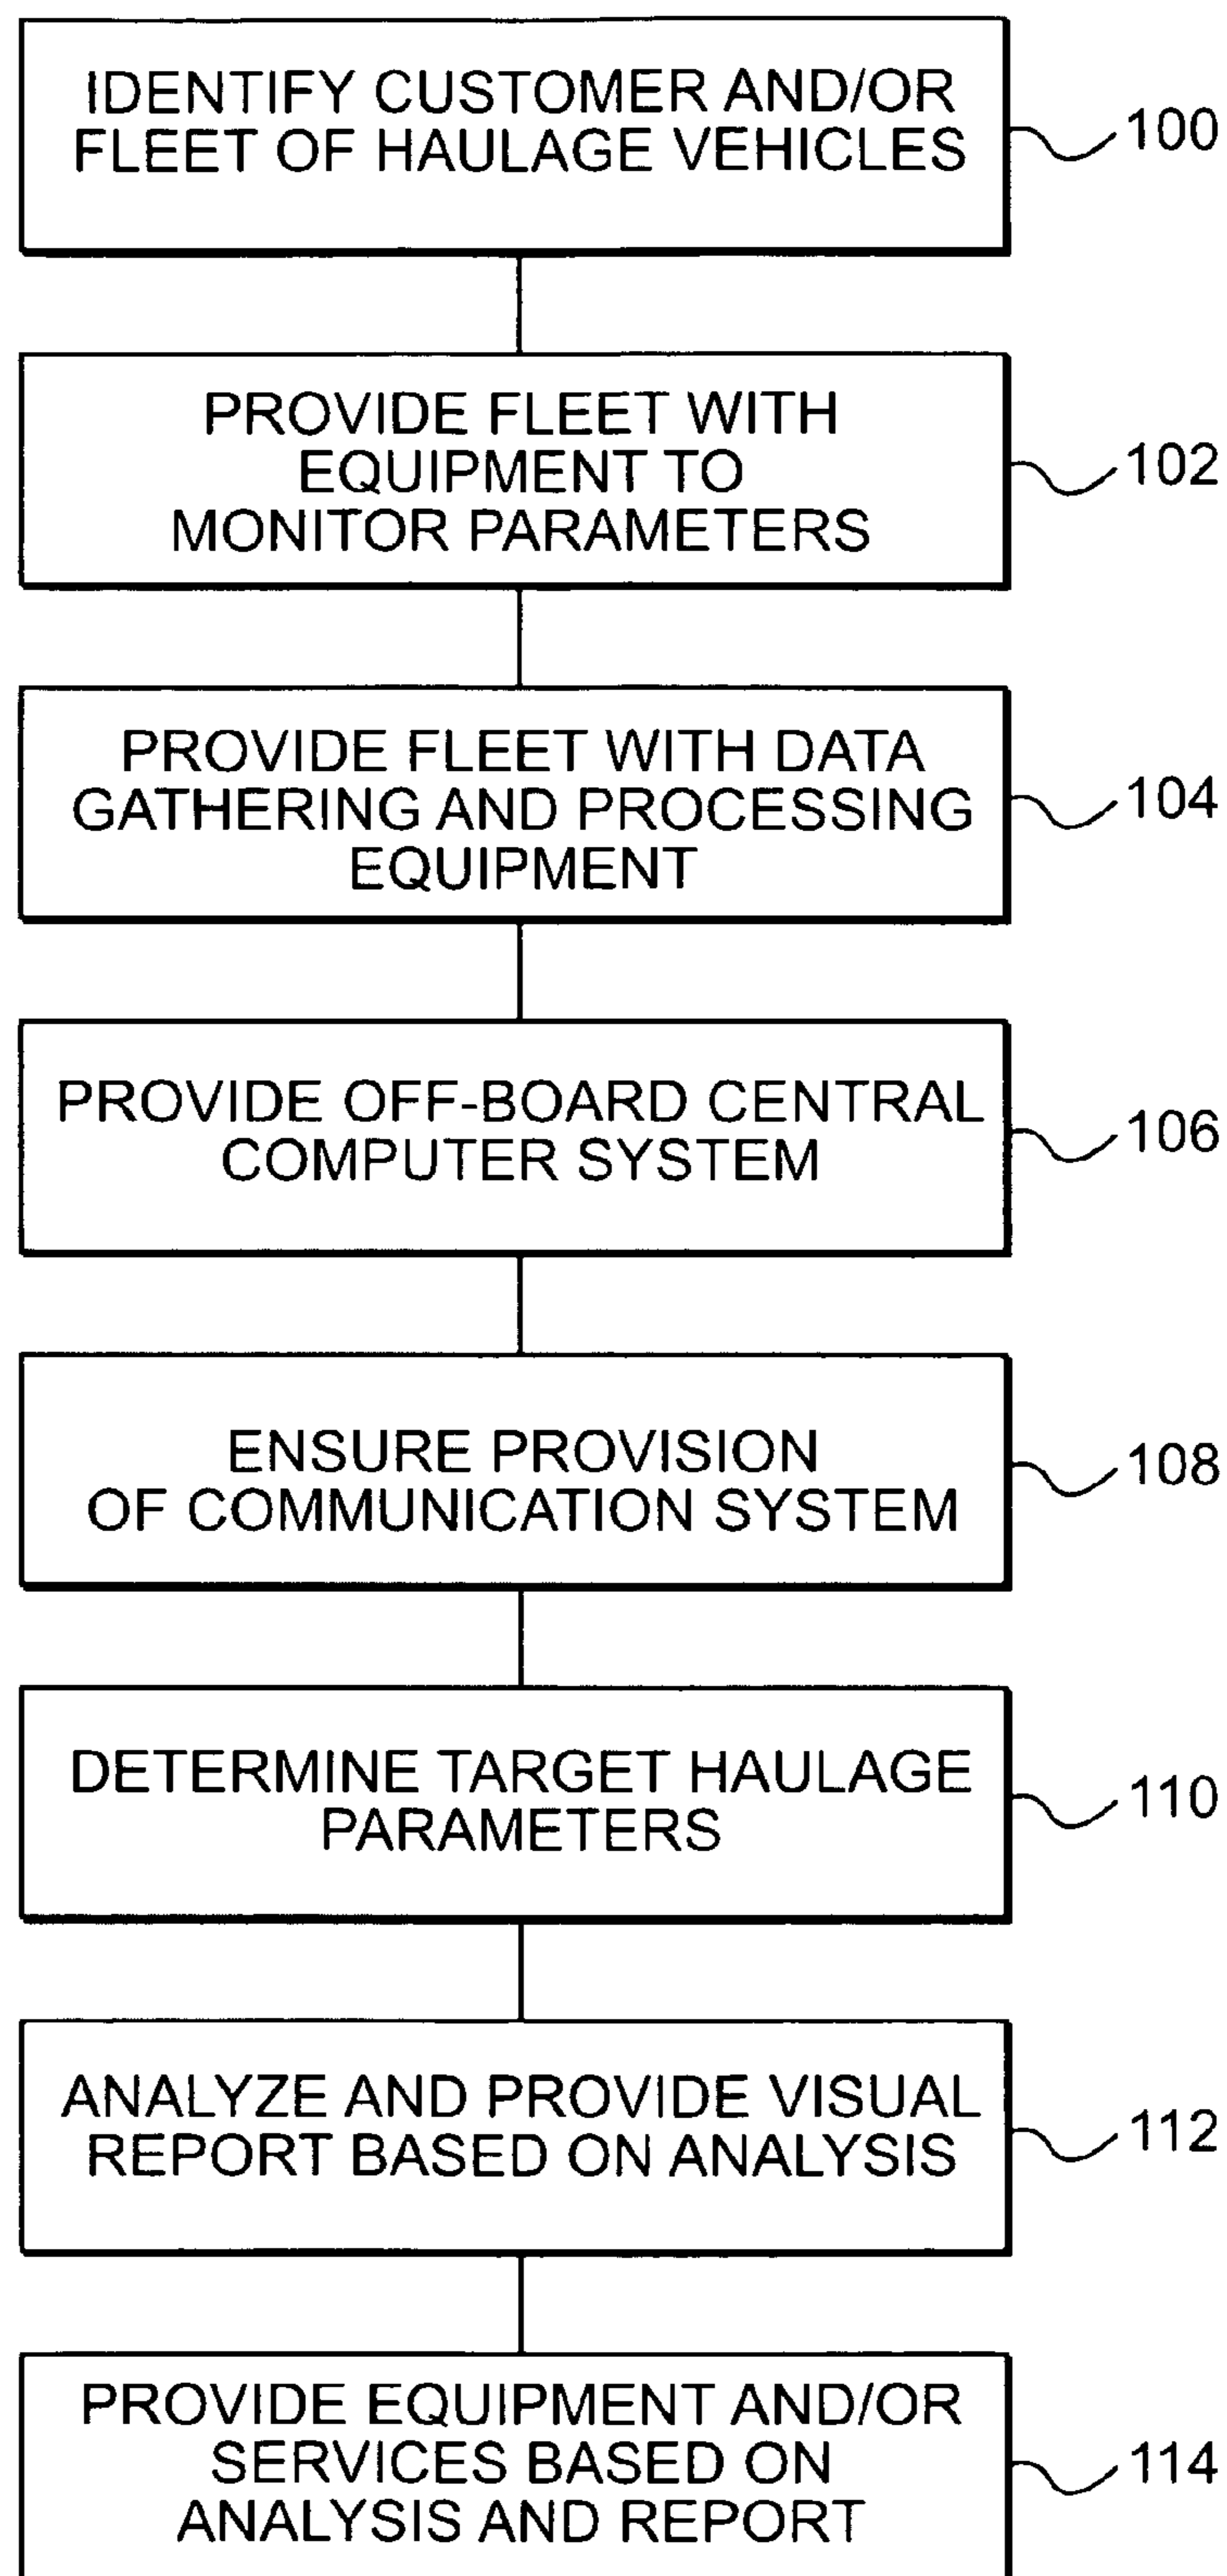 IDENTIFY CUSTOMER AND/OR
FLEET OF HAULAGE VEHICLES
100
PROVIDE FLEET WITH
EQUIPMENT TO
MONITOR PARAMETERS
102
PROVIDE FLEET WITH DATA
GATHERING AND PROCESSING
EQUIPMENT
104
PROVIDE OFF-BOARD CENTRAL
COMPUTER SYSTEM
106
ENSURE PROVISION
OF COMMUNICATION SYSTEM
108
DETERMINE TARGET HAULAGE
PARAMETERS
110
ANALYZE AND PROVIDE VISUAL
REPORT BASED ON ANALYSIS
112
PROVIDE EQUIPMENT AND/OR
SERVICES BASED ON
ANALYSIS AND REPORT
114